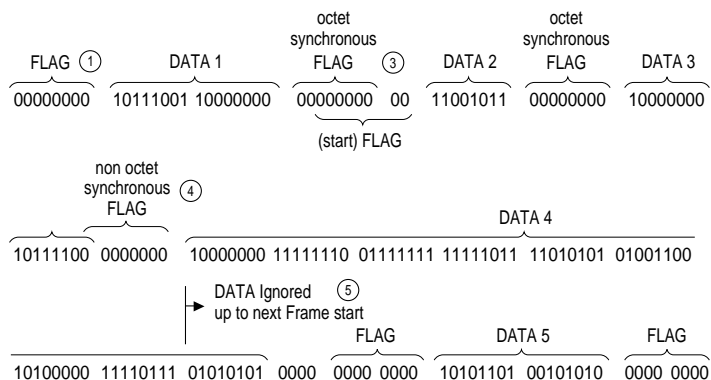 octet octet
synchronous synchronous
FLAG 1 DATA 1 FLAG 3 DATA 2 FLAG DATA 3
00000000 10111001 10000000 00000000 00 11001011 00000000 10000000
(start) FLAG
non octet
synchronous 4
FLAG DATA 4
10111100 0000000 10000000 11111110 01111111 11111011 11010101 01001100
DATA Ignored 5
up to next Frame start
FLAG DATA 5 FLAG
10100000 11110111 01010101 0000 0000 0000 10101101 00101010 0000 0000